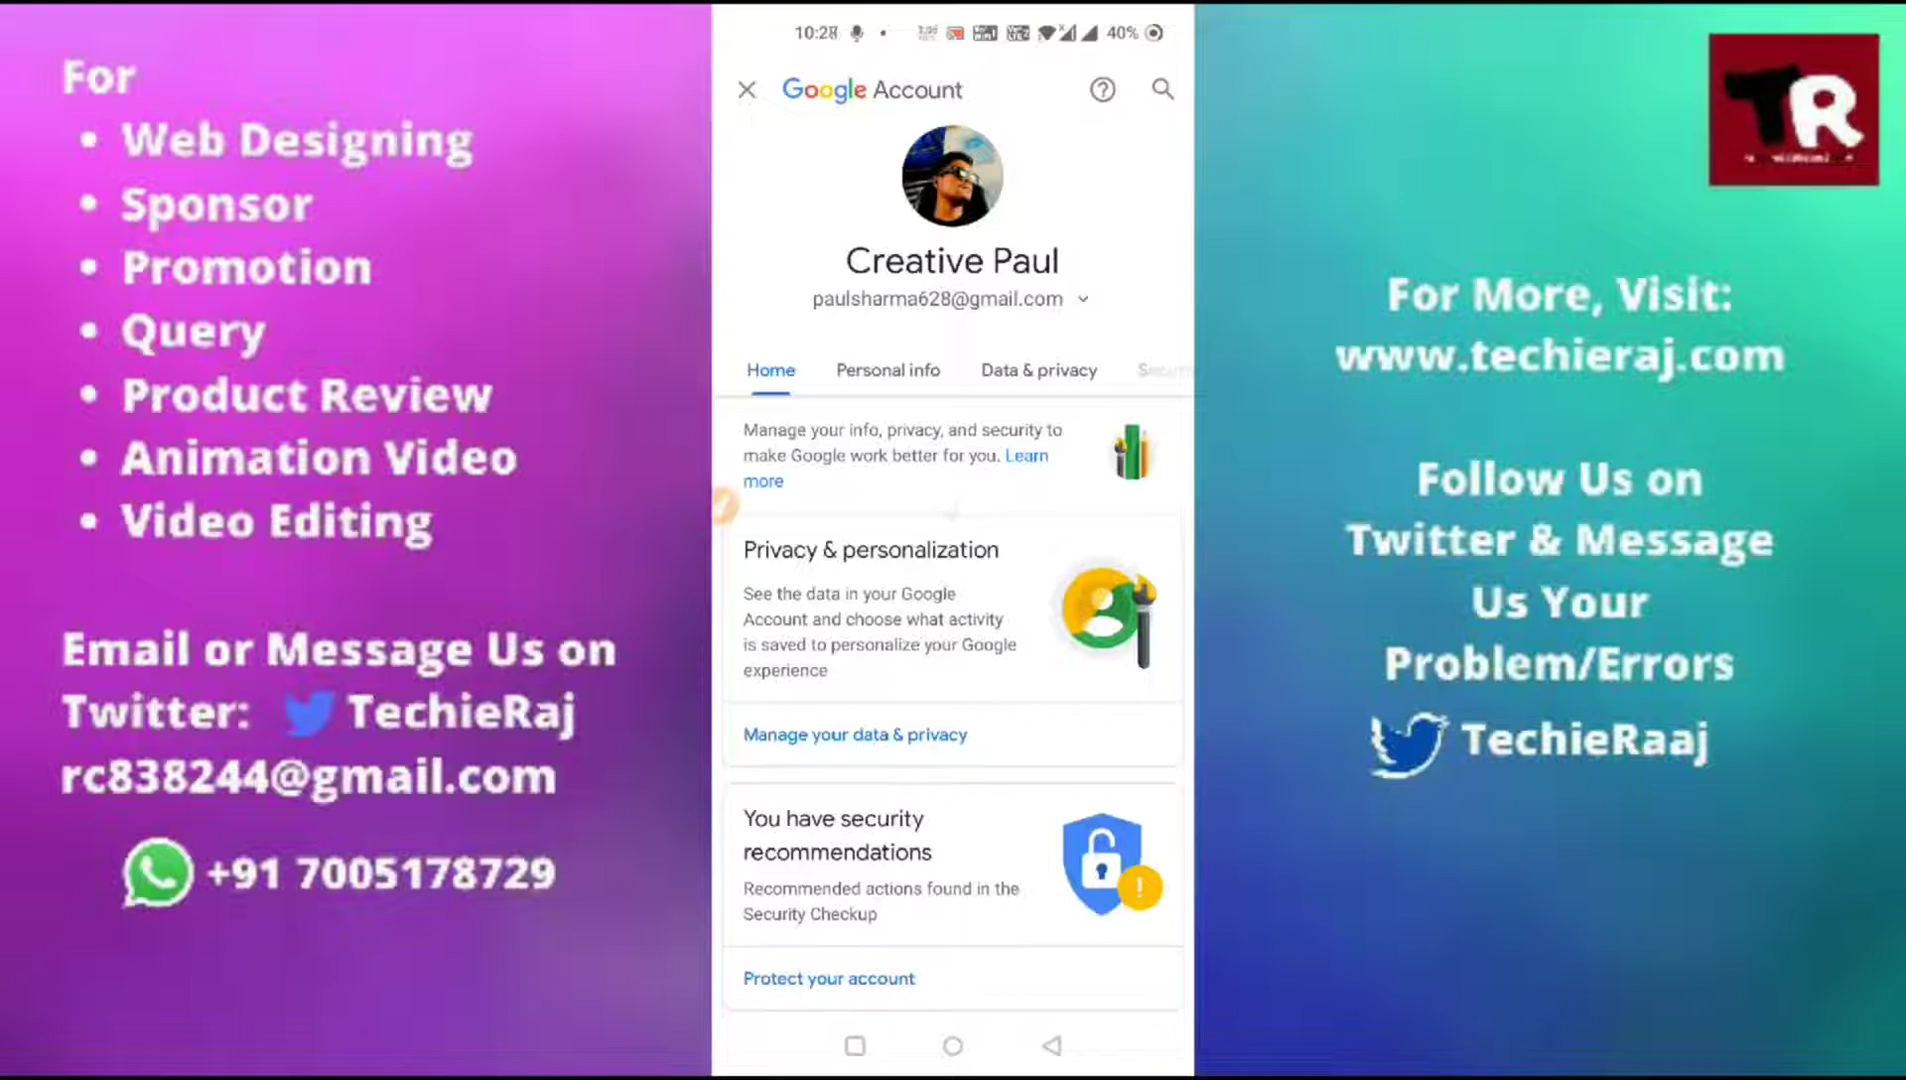 For
• Web Designing
• Sponsor
• Promotion
• Query
• Product Review
• Animation Video
• Video Editing
Email or Message Us on
Twitter: TechieRaj
rc838244@gmail.com
+91 7005178729
10:28
40%
Google Account
Creative Paul
paulsharma628@gmail.com
Home Personal info Data & privacy
Manage your info, privacy, and security to
make Google work better for you. Learn
more
Privacy & personalization
See the data in your Google
Account and choose what activity
is saved to personalize your Google
experience
Manage your data & privacy
You have security
recommendations
Recommended actions found in the
Security Checkup
Protect your account
TR
For More, Visit:
www.techieraj.com
Follow Us on
Twitter & Message
Us Your
Problem/Errors
TechieRaaj